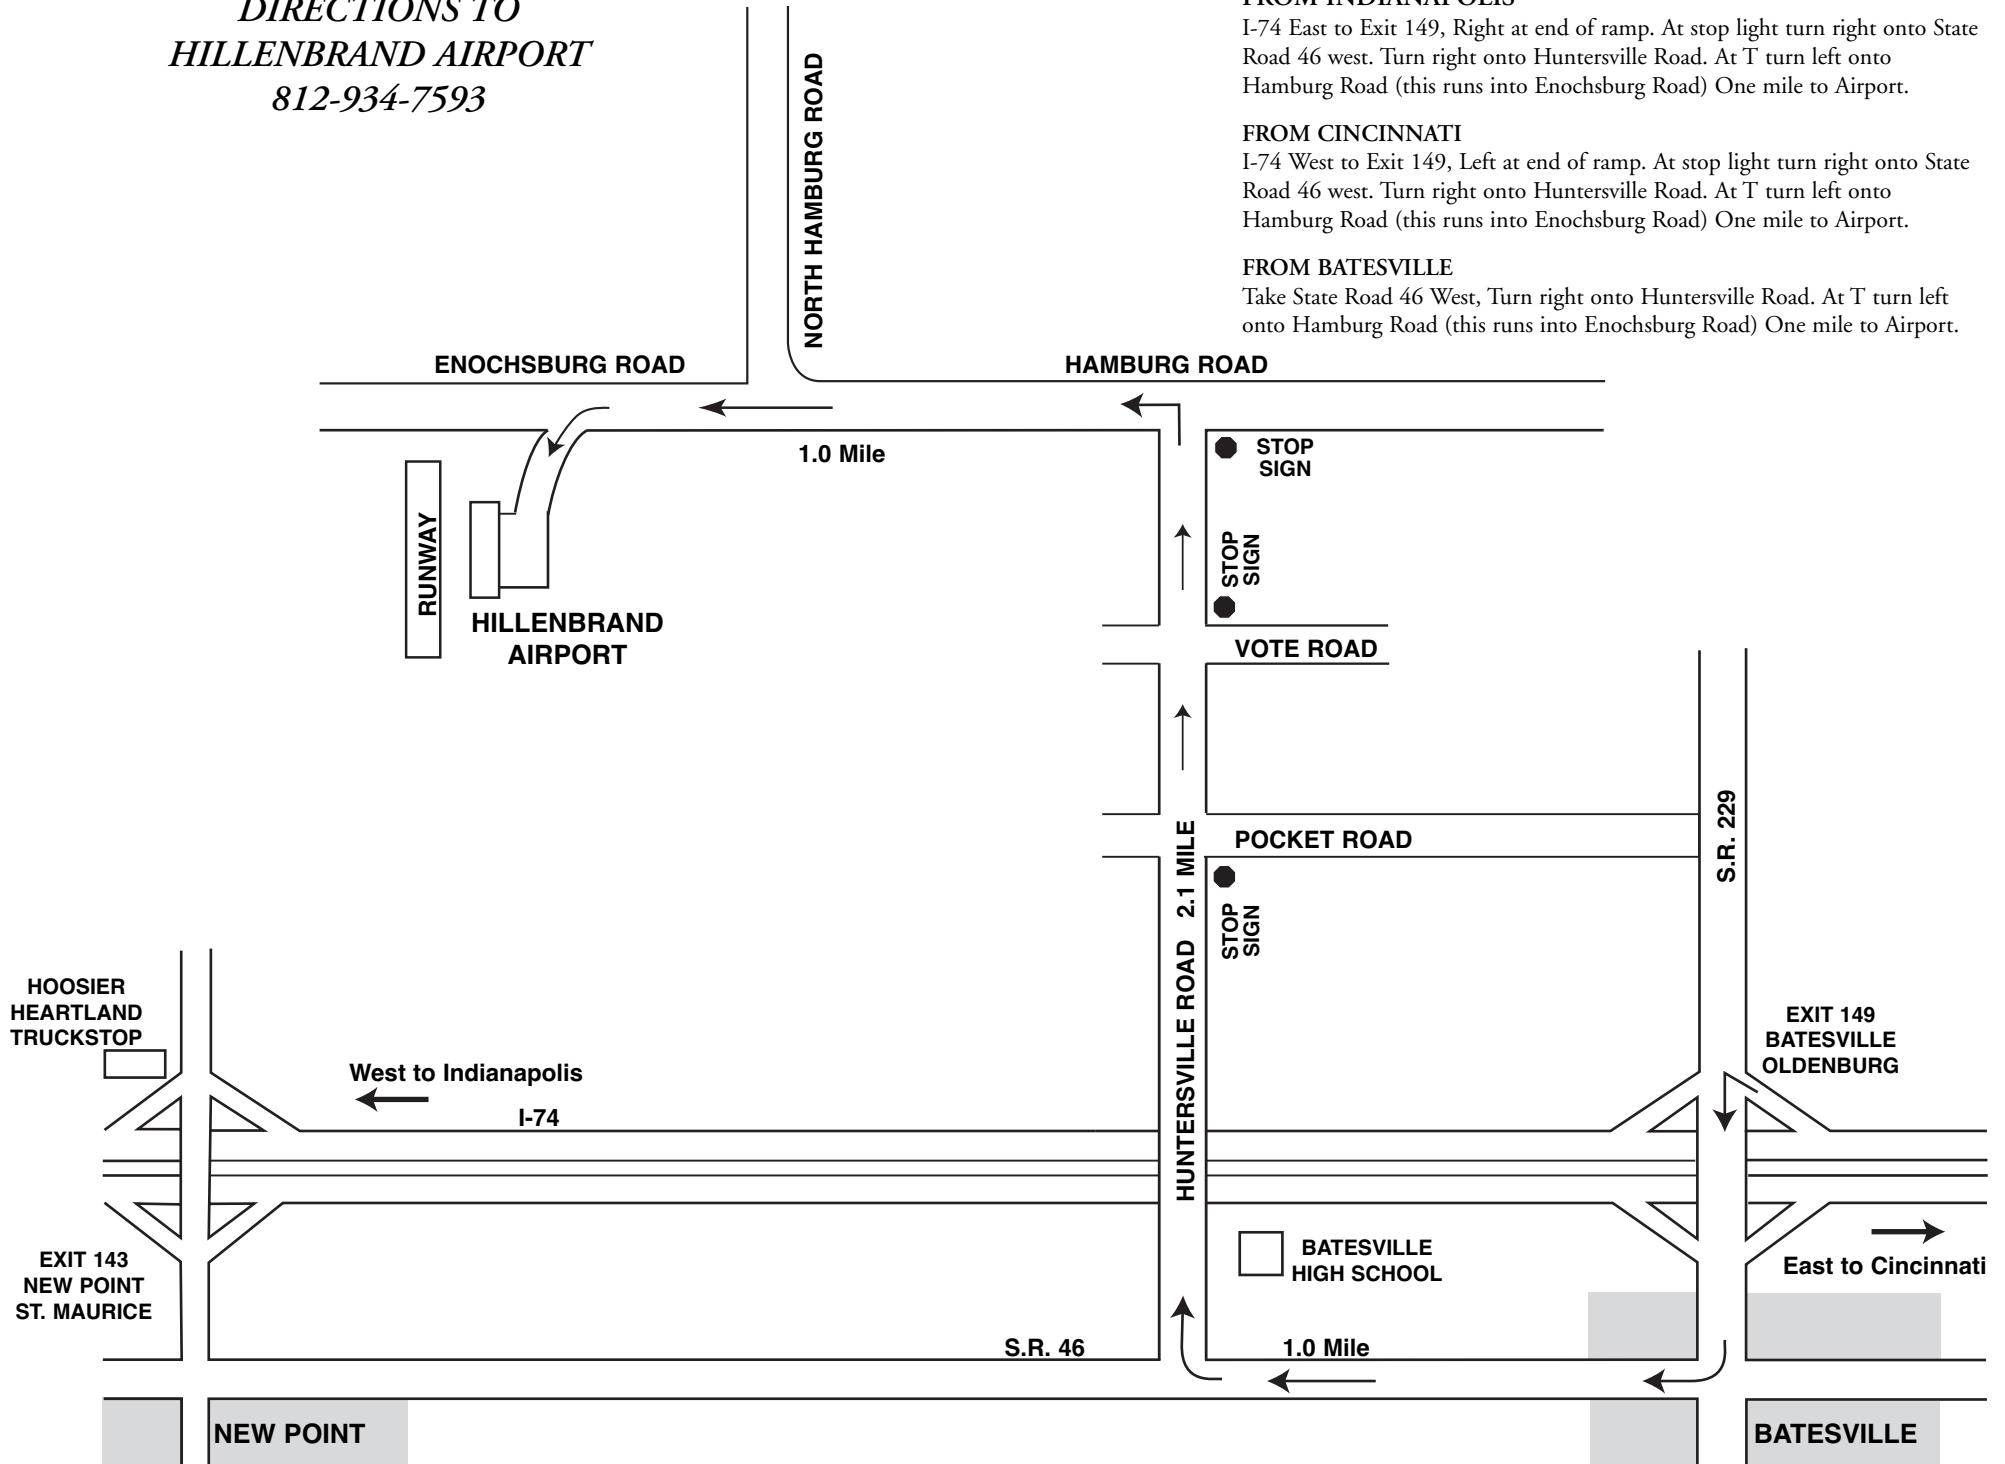 DIRECTIONS TO
HILLENBRAND AIRPORT
812-934-7593
FROM INDIANAPOLIS
I-74 East to Exit 149, Right at end of ramp. At stop light turn right onto State
Road 46 west. Turn right onto Huntersville Road. At T turn left onto
Hamburg Road (this runs into Enochsburg Road) One mile to Airport.
FROM CINCINNATI
I-74 West to Exit 149, Left at end of ramp. At stop light turn right onto State
Road 46 west. Turn right onto Huntersville Road. At T turn left onto
Hamburg Road (this runs into Enochsburg Road) One mile to Airport.
FROM BATESVILLE
Take State Road 46 West, Turn right onto Huntersville Road. At T turn left
onto Hamburg Road (this runs into Enochsburg Road) One mile to Airport.
NORTH HAMBURG ROAD
ENOCHSBURG ROAD
HAMBURG ROAD
1.0 Mile
STOP
SIGN
RUNWAY
STOP
SIGN
HILLENBRAND
AIRPORT
VOTE ROAD
S.R. 229
POCKET ROAD
HUNTERSVILLE ROAD 2.1 MILE
STOP
SIGN
HOOSIER
HEARTLAND
TRUCKSTOP
EXIT 149
BATESVILLE
OLDENBURG
West to Indianapolis
I-74
EXIT 143
NEW POINT
ST. MAURICE
BATESVILLE
HIGH SCHOOL
East to Cincinnati
S.R. 46
1.0 Mile
NEW POINT
BATESVILLE